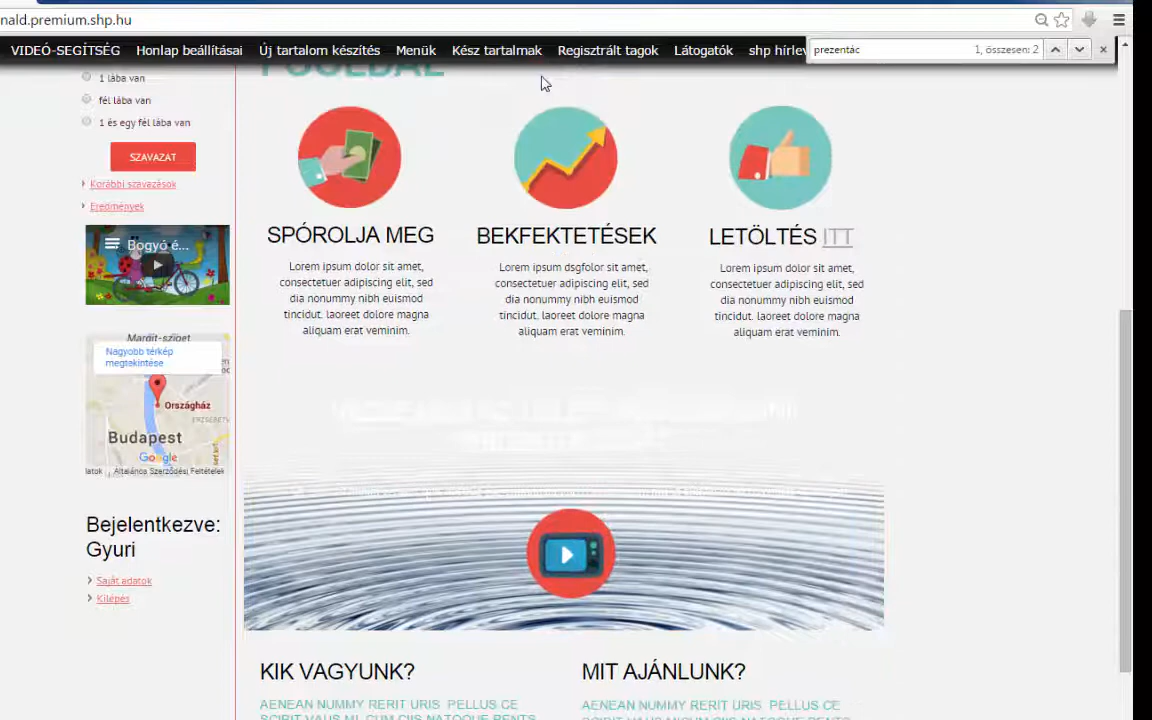 nald.premium.shp.hu
VIDEÓ-SEGÍTSÉG Honlap beállításai Új tartalom készítés Menük Kész tartalmak Regisztrált tagok Látogatók shp hírlev
prezentác 1, összesen: 2
FŐOLDAL
1 lába van
fél lába van
1 és egy fél lába van
SZAVAZAT
Korábbi szavazások
Eredmények
Bogyó é...
SPÓROLJA MEG
Lorem ipsum dolor sit amet,
consectetuer adipiscing elit, sed
dia nonummy nibh euismod
tincidut. laoreet dolore magna
aliquam erat veminim.
BEKFEKTETÉSEK
Lorem ipsum dsgfolor sit amet,
consectetuer adipiscing elit, sed
dia nonummy nibh euismod
tincidunt. laoreet dolore magna
aliquam erat veminim.
LETÖLTÉS ITT
Lorem ipsum dolor sit amet,
consectetuer adipiscing elit, sed
dia nonummy nibh euismod
tincidut. laoreet dolore magna
aliquam erat veminim.
Margit-sziget
Nagyobb térkép
megtekintése
Országház
Budapest
Google
latok Általános Szerződési Feltételek
Bejelentkezve:
Gyuri
Saját adatok
Kilépés
KIK VAGYUNK?
AENEAN NUMMY RERIT URIS PELLUS CE
MIT AJÁNLUNK?
AENEAN NUMMY RERIT URIS PELLUS CE